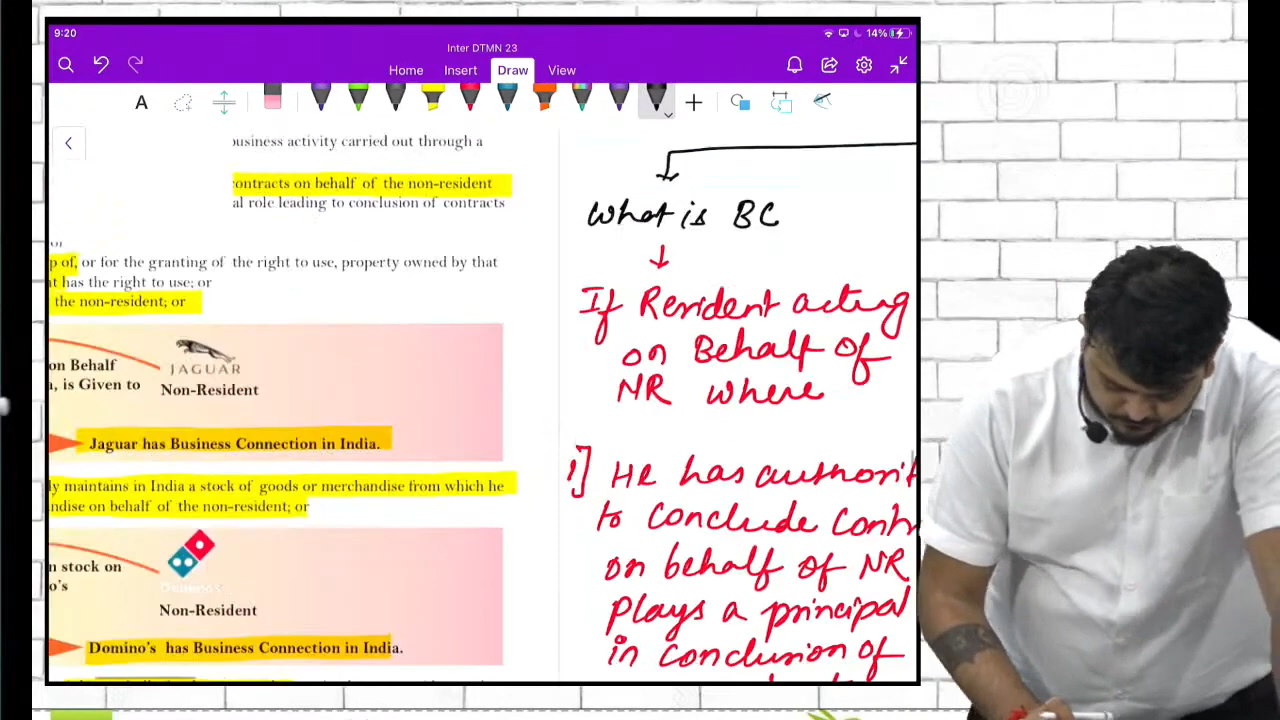 9:20
14%
Inter DTMN 23
Home Insert Draw View
A
business activity carried out through a
contracts on behalf of the non-resident
al role leading to conclusion of contracts
or
p of, or for the granting of the right to use, property owned by that
t has the right to use; or
the non-resident; or
on Behalf
, is Given to
JAGUAR
Non-Resident
Jaguar has Business Connection in India.
ly maintains in India a stock of goods or merchandise from which he
ndise on behalf of the non-resident; or
n stock on
o's
Domino's
Non-Resident
Domino's has Business Connection in India.
What is BC
If Resident acting
on Behalf of
NR where
1] He has authorit
to conclude contr
on behalf of NR
plays a principal
in conclusion of